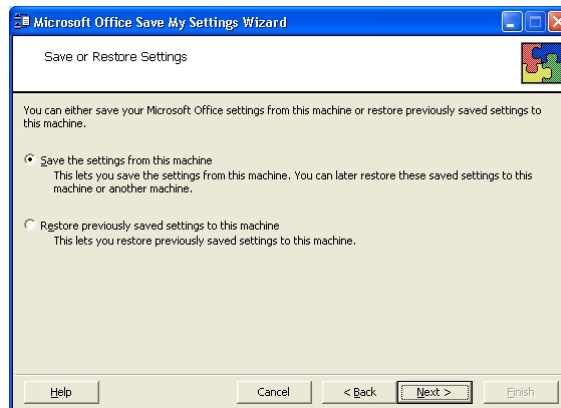 Microsoft Office Save My Settings Wizard
Save or Restore Settings
You can either save your Microsoft Office settings from this machine or restore previously saved settings to
this machine.
Save the settings from this machine
This lets you save the settings from this machine. You can later restore these saved settings to this
machine or another machine.
Restore previously saved settings to this machine
This lets you restore previously saved settings to this machine.
Help Cancel < Back Next > Finish